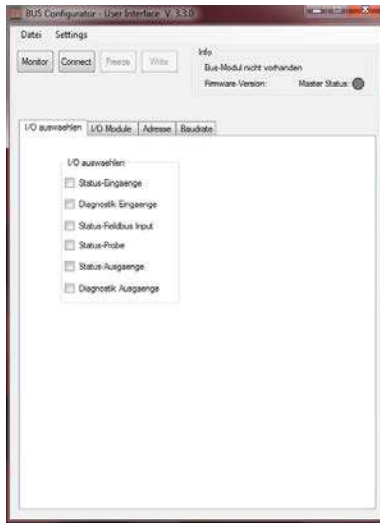 BUS Configurator - User Interface V. 3.3.0
Datei Settings
Info
Monitor Connect Freeze Write
Bus-Modul nicht vorhanden
Firmware Version: Master Status:
I/O auswaehlen I/O Module Adresse Baudrate
I/O auswaehlen
Status-Eingaenge
Diagnostik Eingaenge
Status-Fieldbus Input
Status-Probe
Status-Ausgaenge
Diagnostik Ausgaenge